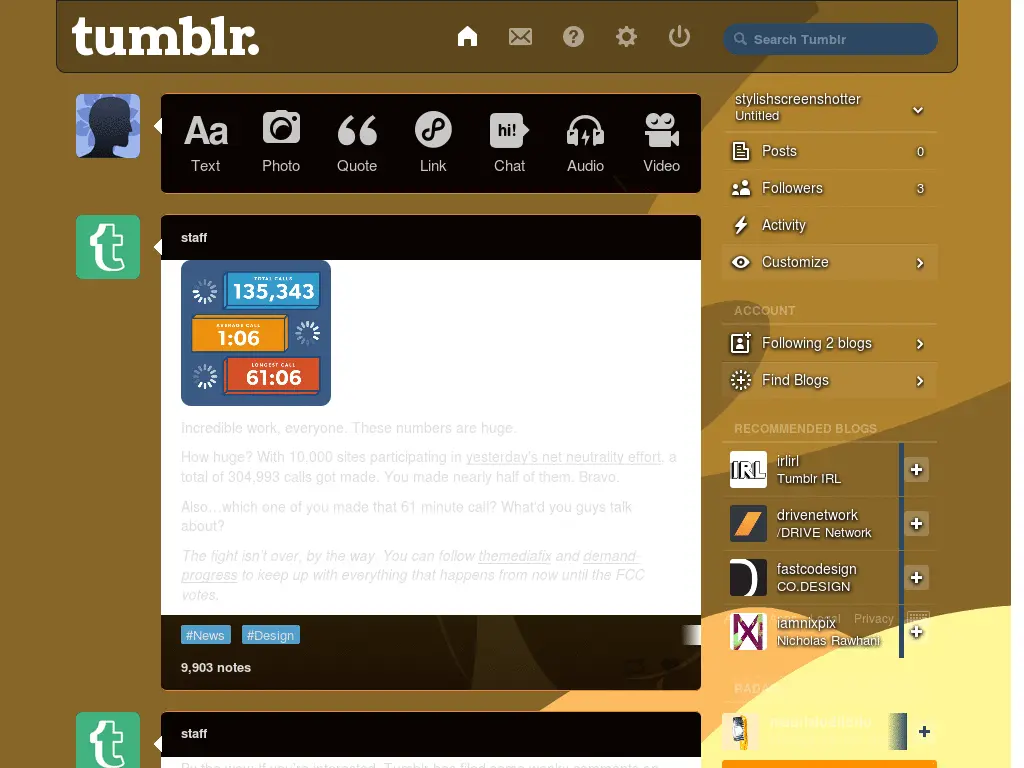 tumblr.
Search Tumblr
Aa
Text
Photo
Quote
Link
hi!
Chat
Audio
Video
stylishscreenshotter
Untitled
Posts 0
Followers 3
Activity
Customize
ACCOUNT
Following 2 blogs
Find Blogs
RECOMMENDED BLOGS
IRL
irlirl
Tumblr IRL
drivenetwork
/DRIVE Network
fastcodesign
CO.DESIGN
iamnixpix
Nicholas Rawhani
Legal Privacy
staff
TOTAL CALLS
135,343
AVERAGE CALL
1:06
LONGEST CALL
61:06
Incredible work, everyone. These numbers are huge.
How huge? With 10,000 sites participating in yesterday's net neutrality effort, a
total of 304,993 calls got made. You made nearly half of them. Bravo.
Also…which one of you made that 61 minute call? What'd you guys talk
about?
The fight isn't over, by the way. You can follow themediafix and demand-
progress to keep up with everything that happens from now until the FCC
votes.
#News #Design
9,903 notes
t
staff
t